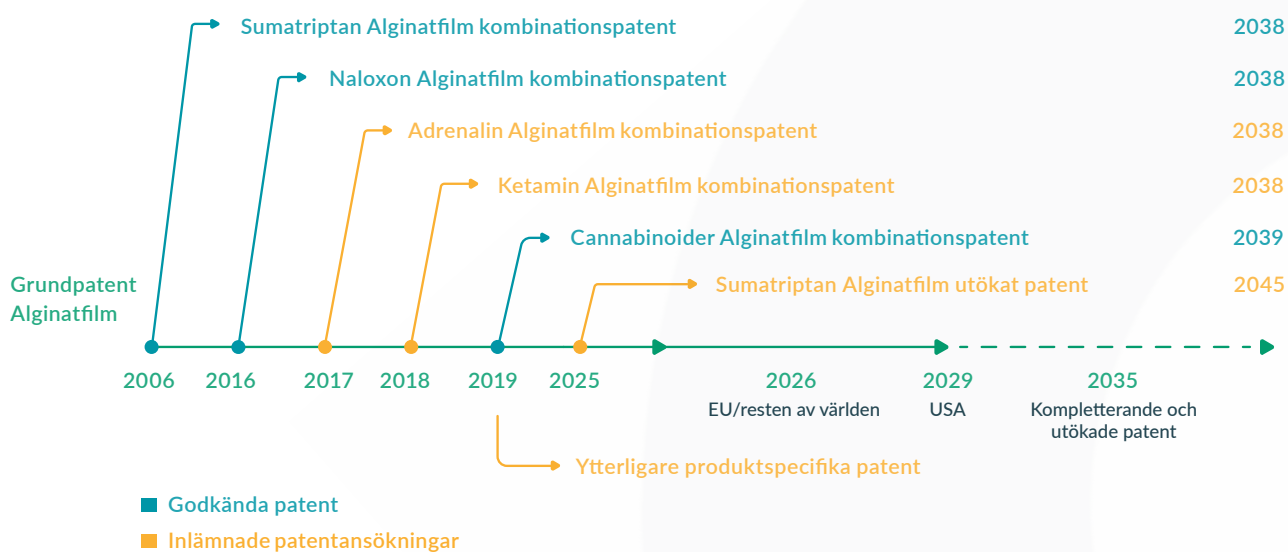 Sumatriptan Alginatfilm kombinationspatent 2038
Naloxon Alginatfilm kombinationspatent 2038
Adrenalin Alginatfilm kombinationspatent 2038
Ketamin Alginatfilm kombinationspatent 2038
Cannabinoider Alginatfilm kombinationspatent 2039
Sumatriptan Alginatfilm utökat patent 2045
Grundpatent
Alginatfilm
2006 2016 2017 2018 2019 2025 2026 2029 2035
EU/resten av världen USA Kompletterande och
utökade patent
Ytterligare produktspecifika patent
Godkända patent
Inlämnade patentansökningar